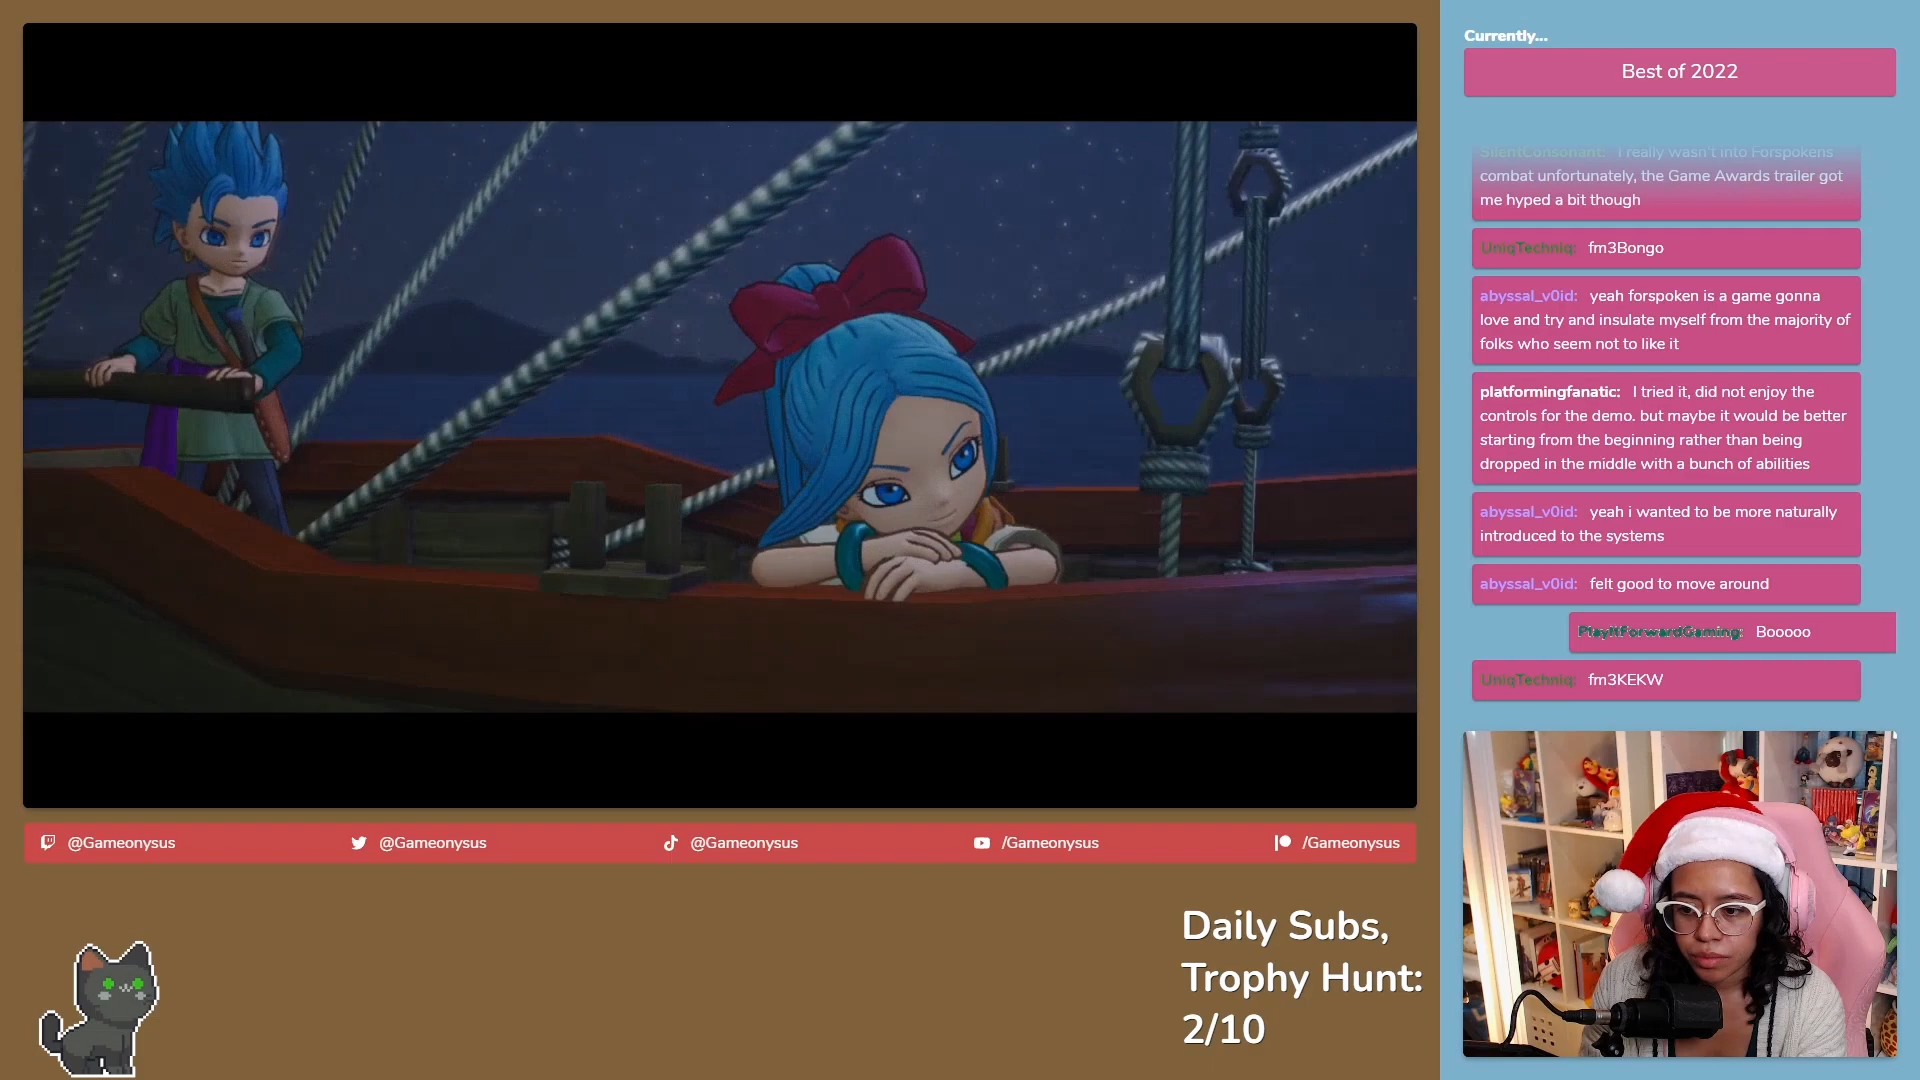 Currently...
Best of 2022
SilentConsonant: I really wasn't into Forspokens
combat unfortunately, the Game Awards trailer got
me hyped a bit though
UniqTechniq: fm3Bongo
abyssal_v0id: yeah forspoken is a game gonna
love and try and insulate myself from the majority of
folks who seem not to like it
platformingfanatic: I tried it, did not enjoy the
controls for the demo. but maybe it would be better
starting from the beginning rather than being
dropped in the middle with a bunch of abilities
abyssal_v0id: yeah i wanted to be more naturally
introduced to the systems
abyssal_v0id: felt good to move around
PlayItForwardGaming: Booooo
UniqTechniq: fm3KEKW
@Gameonysus @Gameonysus @Gameonysus /Gameonysus /Gameonysus
Daily Subs,
Trophy Hunt:
2/10